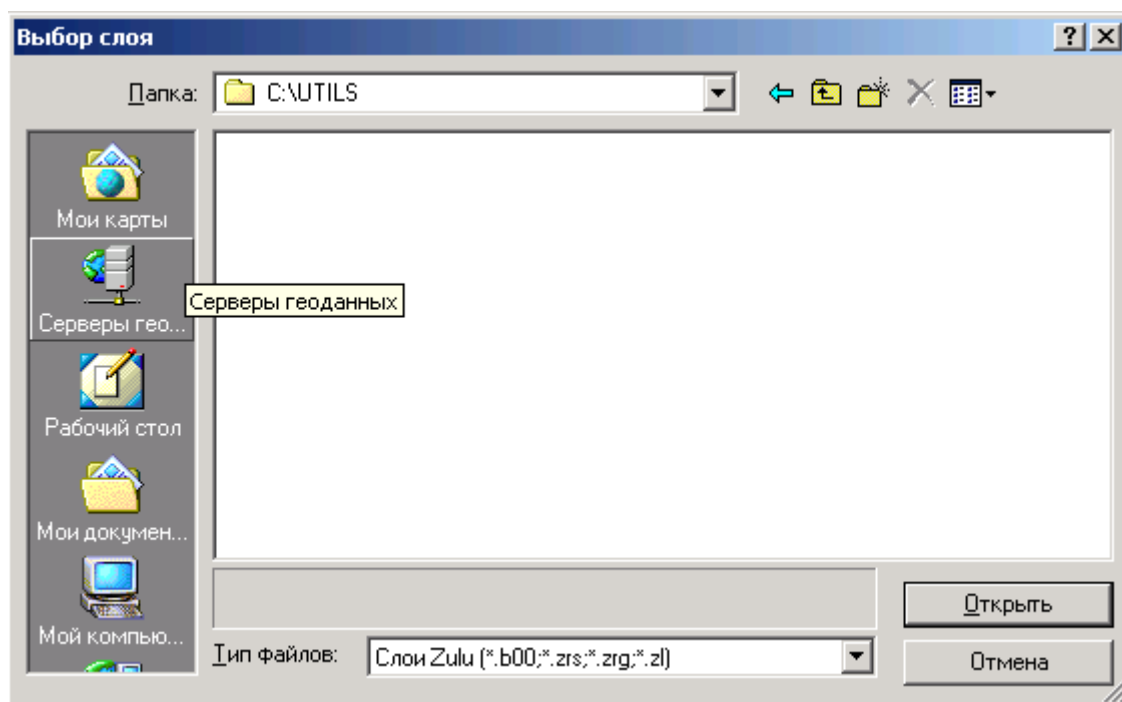 Выбор слоя
Папка:
C:\UTILS
Мои карты
Серверы гео...
Серверы геоданных
Рабочий стол
Мои докумен...
Мой компью...
Открыть
Тип файлов:
Слои Zulu (*.b00;*.zrs;*.zrg;*.zl)
Отмена